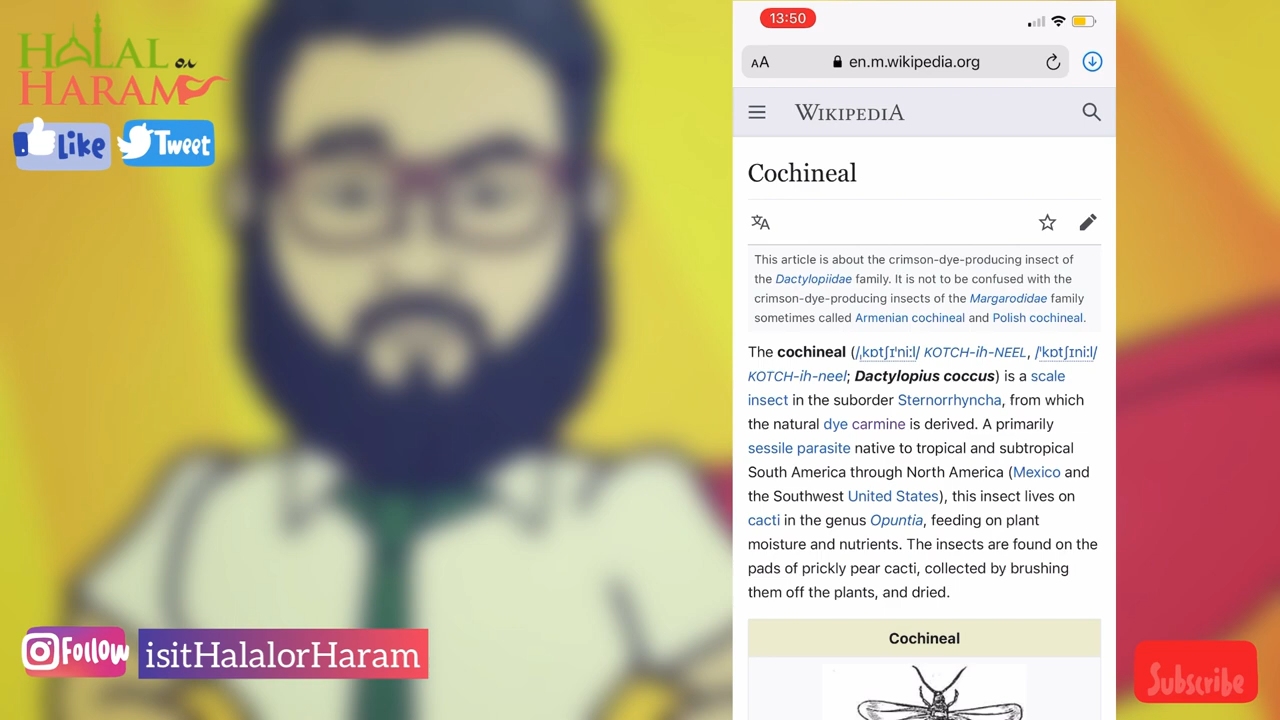 HALAL OR
HARAM
Like
Tweet
Follow
isitHalalorHaram
13:50
AA
en.m.wikipedia.org
WIKIPEDIA
Cochineal
This article is about the crimson-dye-producing insect of
the Dactylopiidae family. It is not to be confused with the
crimson-dye-producing insects of the Margarodidae family
sometimes called Armenian cochineal and Polish cochineal.
The cochineal (/ˌkɒtʃɪˈniːl/ KOTCH-ih-NEEL, /ˈkɒtʃɪniːl/
KOTCH-ih-neel; Dactylopius coccus) is a scale
insect in the suborder Sternorrhyncha, from which
the natural dye carmine is derived. A primarily
sessile parasite native to tropical and subtropical
South America through North America (Mexico and
the Southwest United States), this insect lives on
cacti in the genus Opuntia, feeding on plant
moisture and nutrients. The insects are found on the
pads of prickly pear cacti, collected by brushing
them off the plants, and dried.
Cochineal
Subscribe